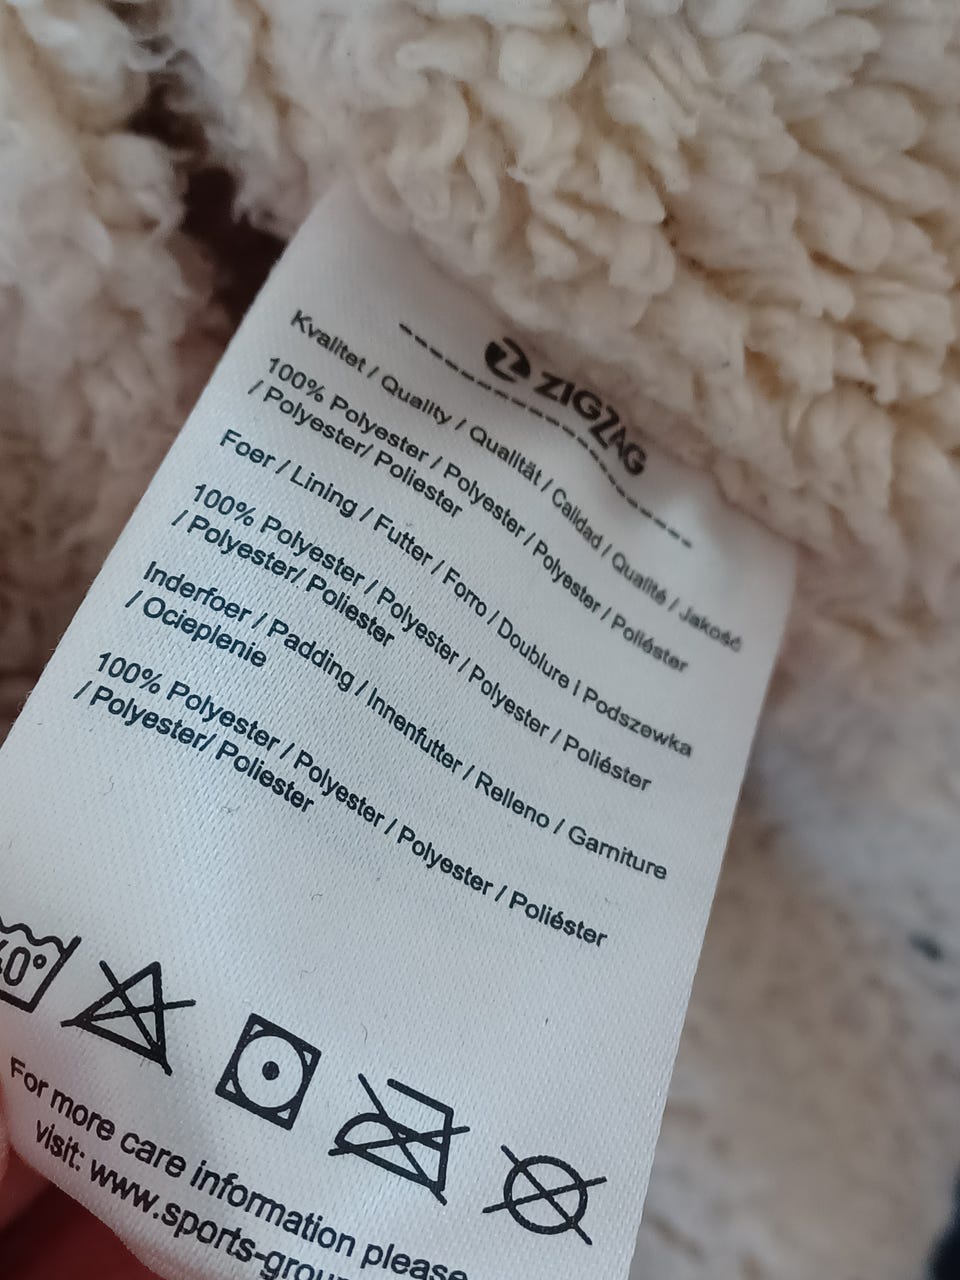 ZIGZAG
Kvalitet / Quality / Qualität / Calidad / Qualité / Jakość
100% Polyester / Polyester / Polyester / Poliéster
/ Polyester/ Poliester
Foer / Lining / Futter / Forro / Doublure / Podszewka
100% Polyester / Polyester / Polyester / Poliéster
/ Polyester/ Poliester
Inderfoer / Padding / Innenfutter / Relleno / Garniture
/ Ocieplenie
100% Polyester / Polyester / Polyester / Poliéster
/ Polyester/ Poliester
40°
For more care information please
visit: www.sports-grou